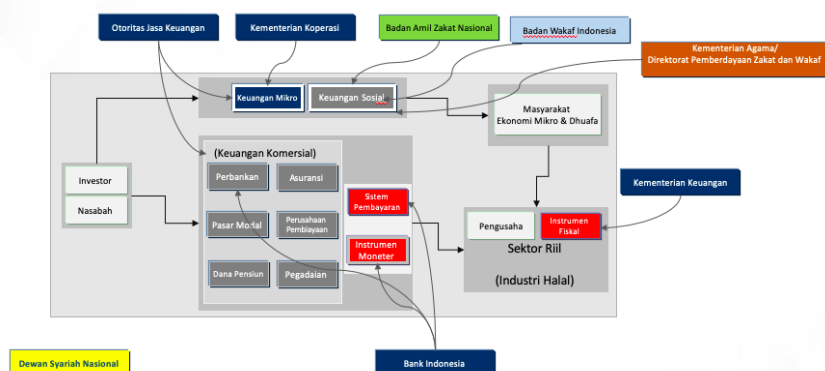 Otoritas Jasa Keuangan
Kementerian Koperasi
Badan Amil Zakat Nasional
Badan Wakaf Indonesia
Kementerian Agama/
Direktorat Pemberdayaan Zakat dan Wakaf
Keuangan Mikro
Keuangan Sosial
Masyarakat
Ekonomi Mikro & Dhuafa
(Keuangan Komersial)
Perbankan
Asuransi
Investor
Nasabah
Sistem
Pembayaran
Kementerian Keuangan
Pasar Modal
Perusahaan
Pembiayaan
Pengusaha
Instrumen
Fiskal
Instrumen
Moneter
Sektor Riil
Dana Pensiun
Pegadaian
(Industri Halal)
Dewan Syariah Nasional
Bank Indonesia